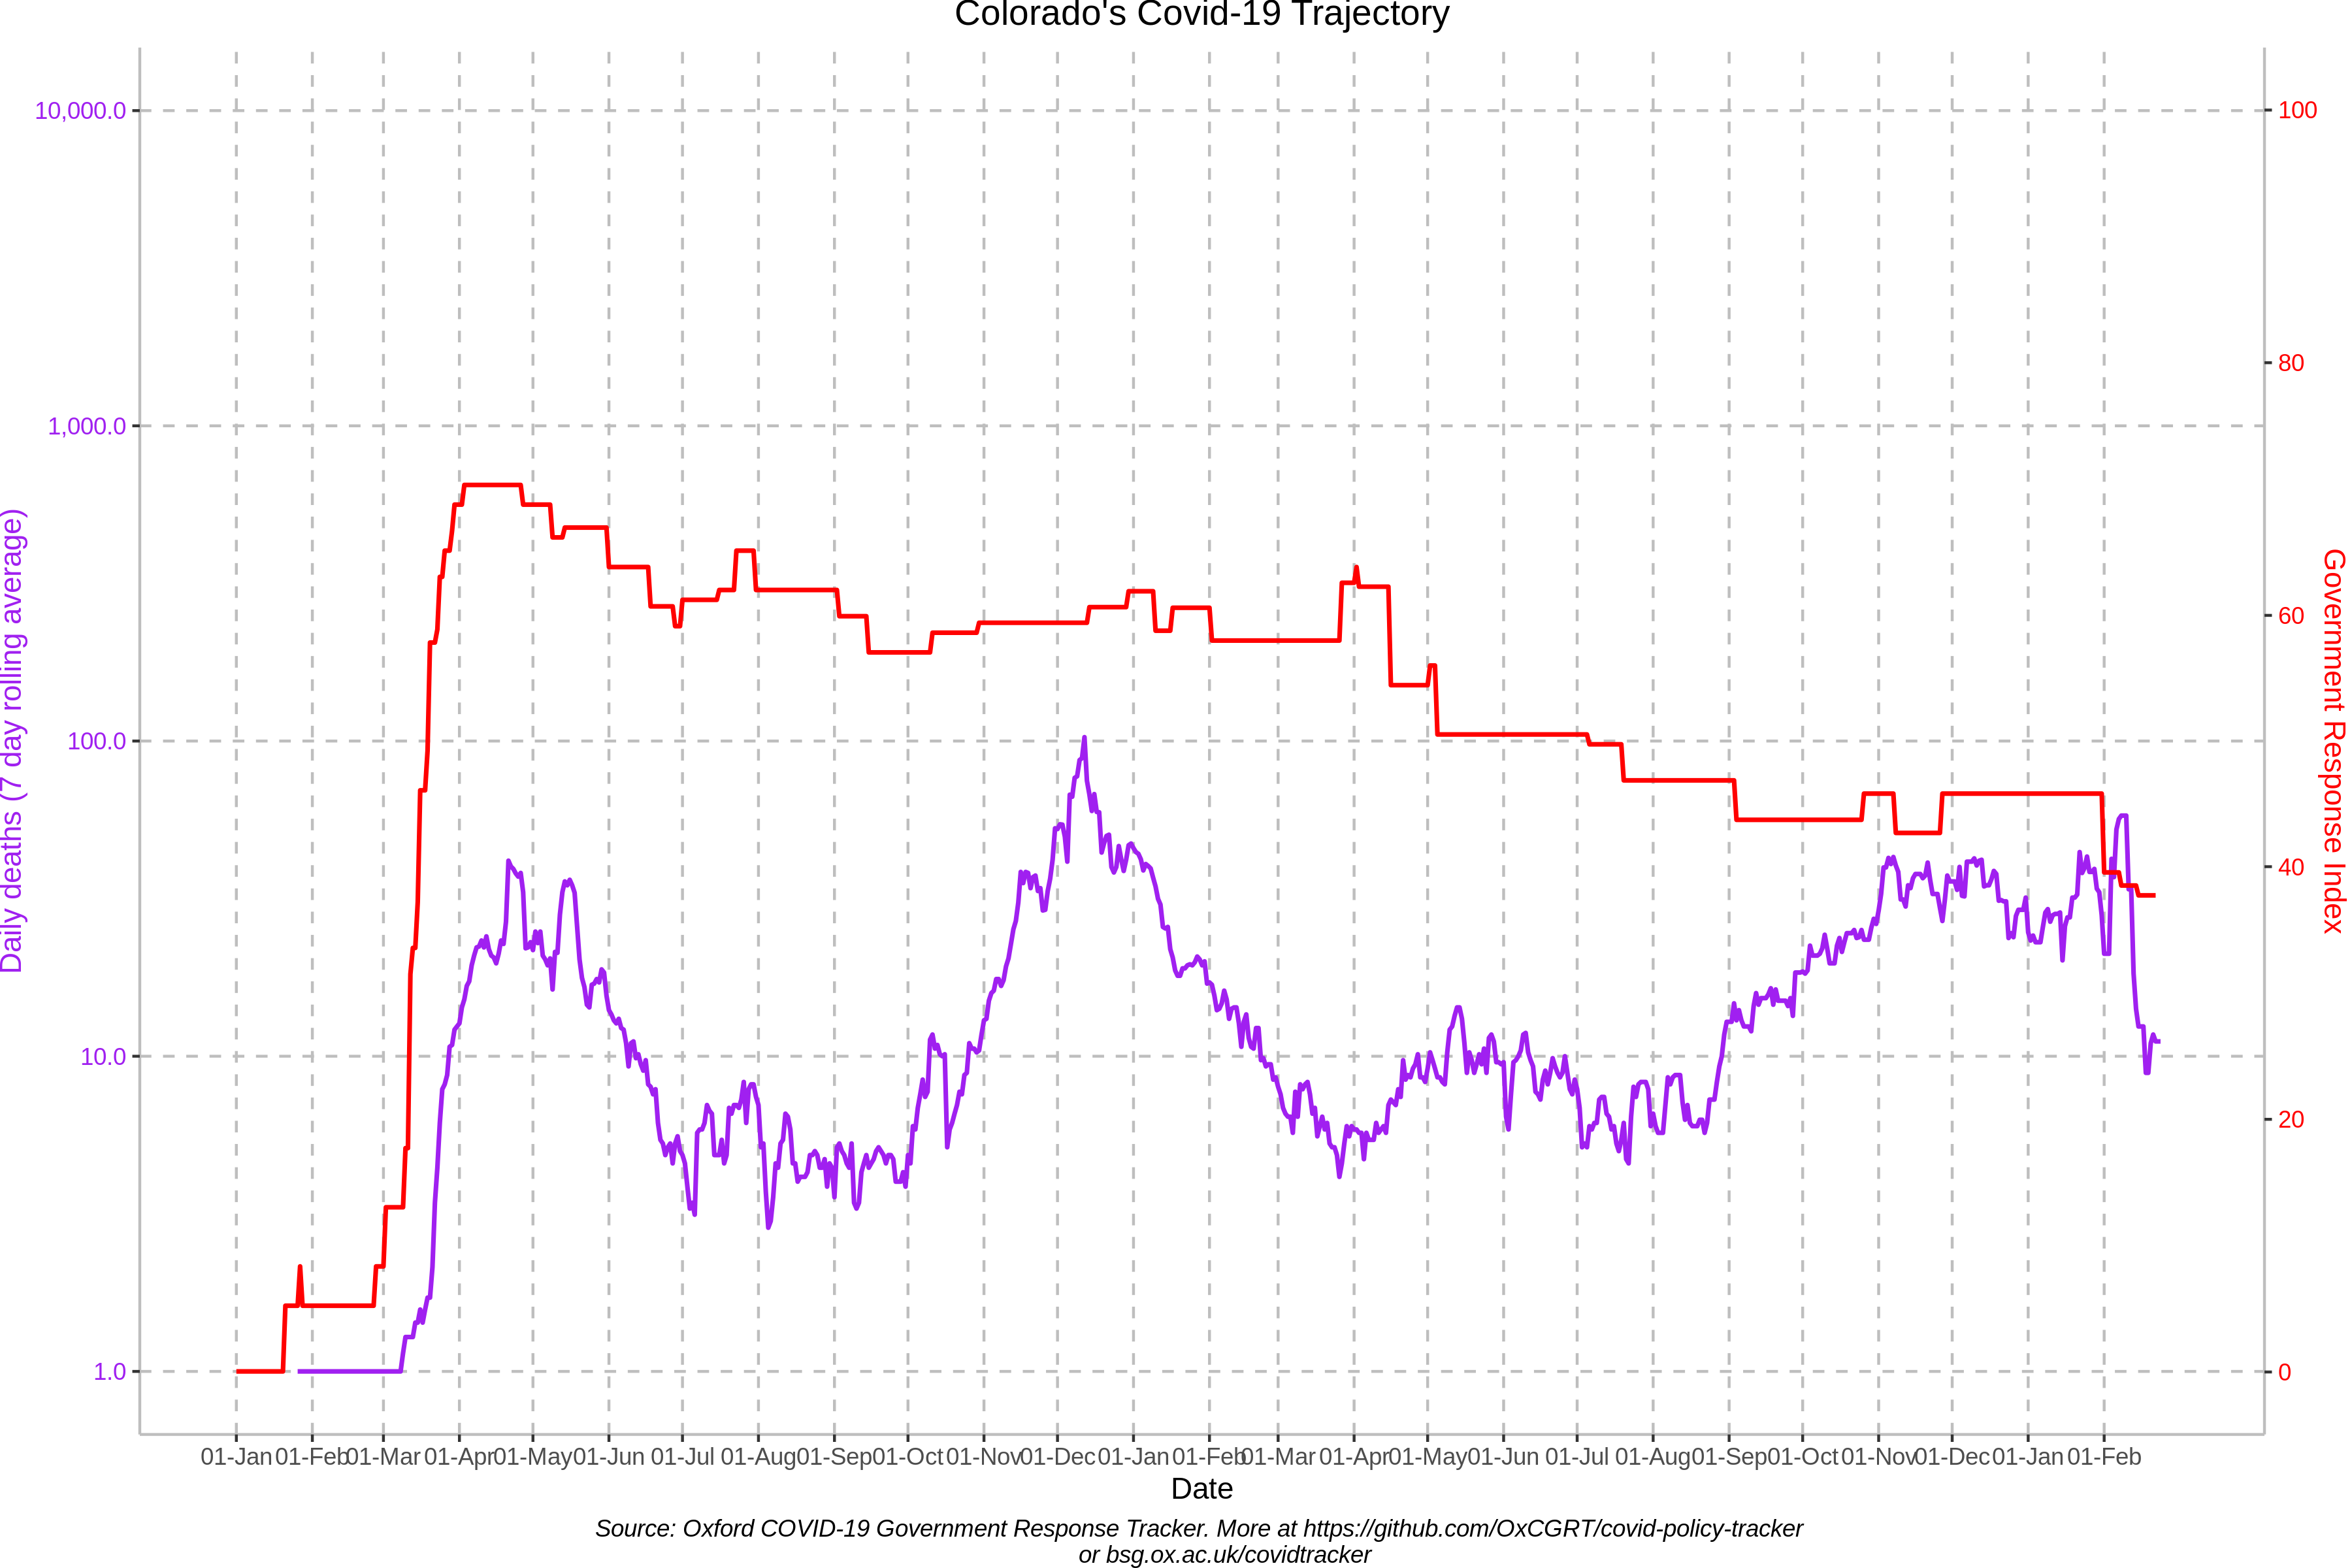 Colorado's Covid-19 Trajectory
10,000.0
1,000.0
100.0
10.0
1.0
Daily deaths (7 day rolling average)
100
80
60
40
20
0
Government Response Index
01-Jan 01-Feb 01-Mar 01-Apr 01-May 01-Jun 01-Jul 01-Aug 01-Sep 01-Oct 01-Nov 01-Dec 01-Jan 01-Feb 01-Mar 01-Apr 01-May 01-Jun 01-Jul 01-Aug 01-Sep 01-Oct 01-Nov 01-Dec 01-Jan 01-Feb
Date
Source: Oxford COVID-19 Government Response Tracker. More at https://github.com/OxCGRT/covid-policy-tracker
or bsg.ox.ac.uk/covidtracker